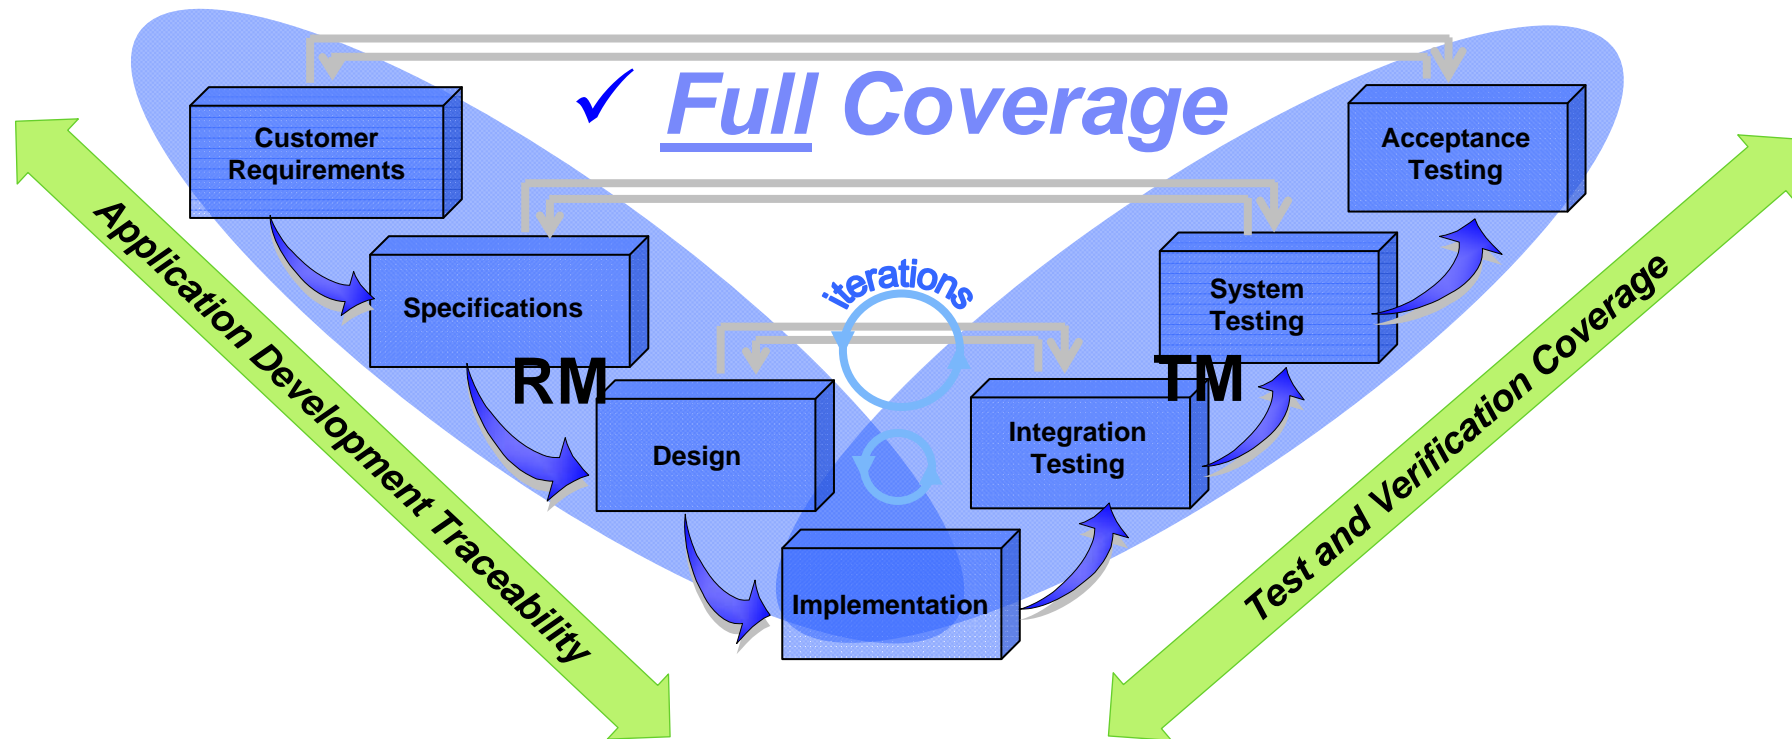 ✓ Full Coverage
Customer
Requirements
Acceptance
Testing
Application Development Traceability
Specifications
iterations
System
Testing
Test and Verification Coverage
RM
TM
Design
Integration
Testing
Implementation